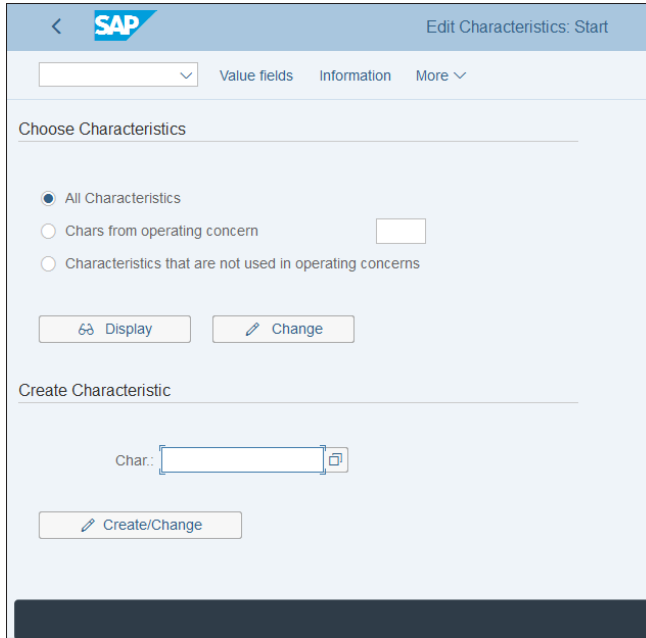 SAP Edit Characteristics: Start
Value fields Information More
Choose Characteristics
All Characteristics
Chars from operating concern
Characteristics that are not used in operating concerns
Display Change
Create Characteristic
Char.:
Create/Change